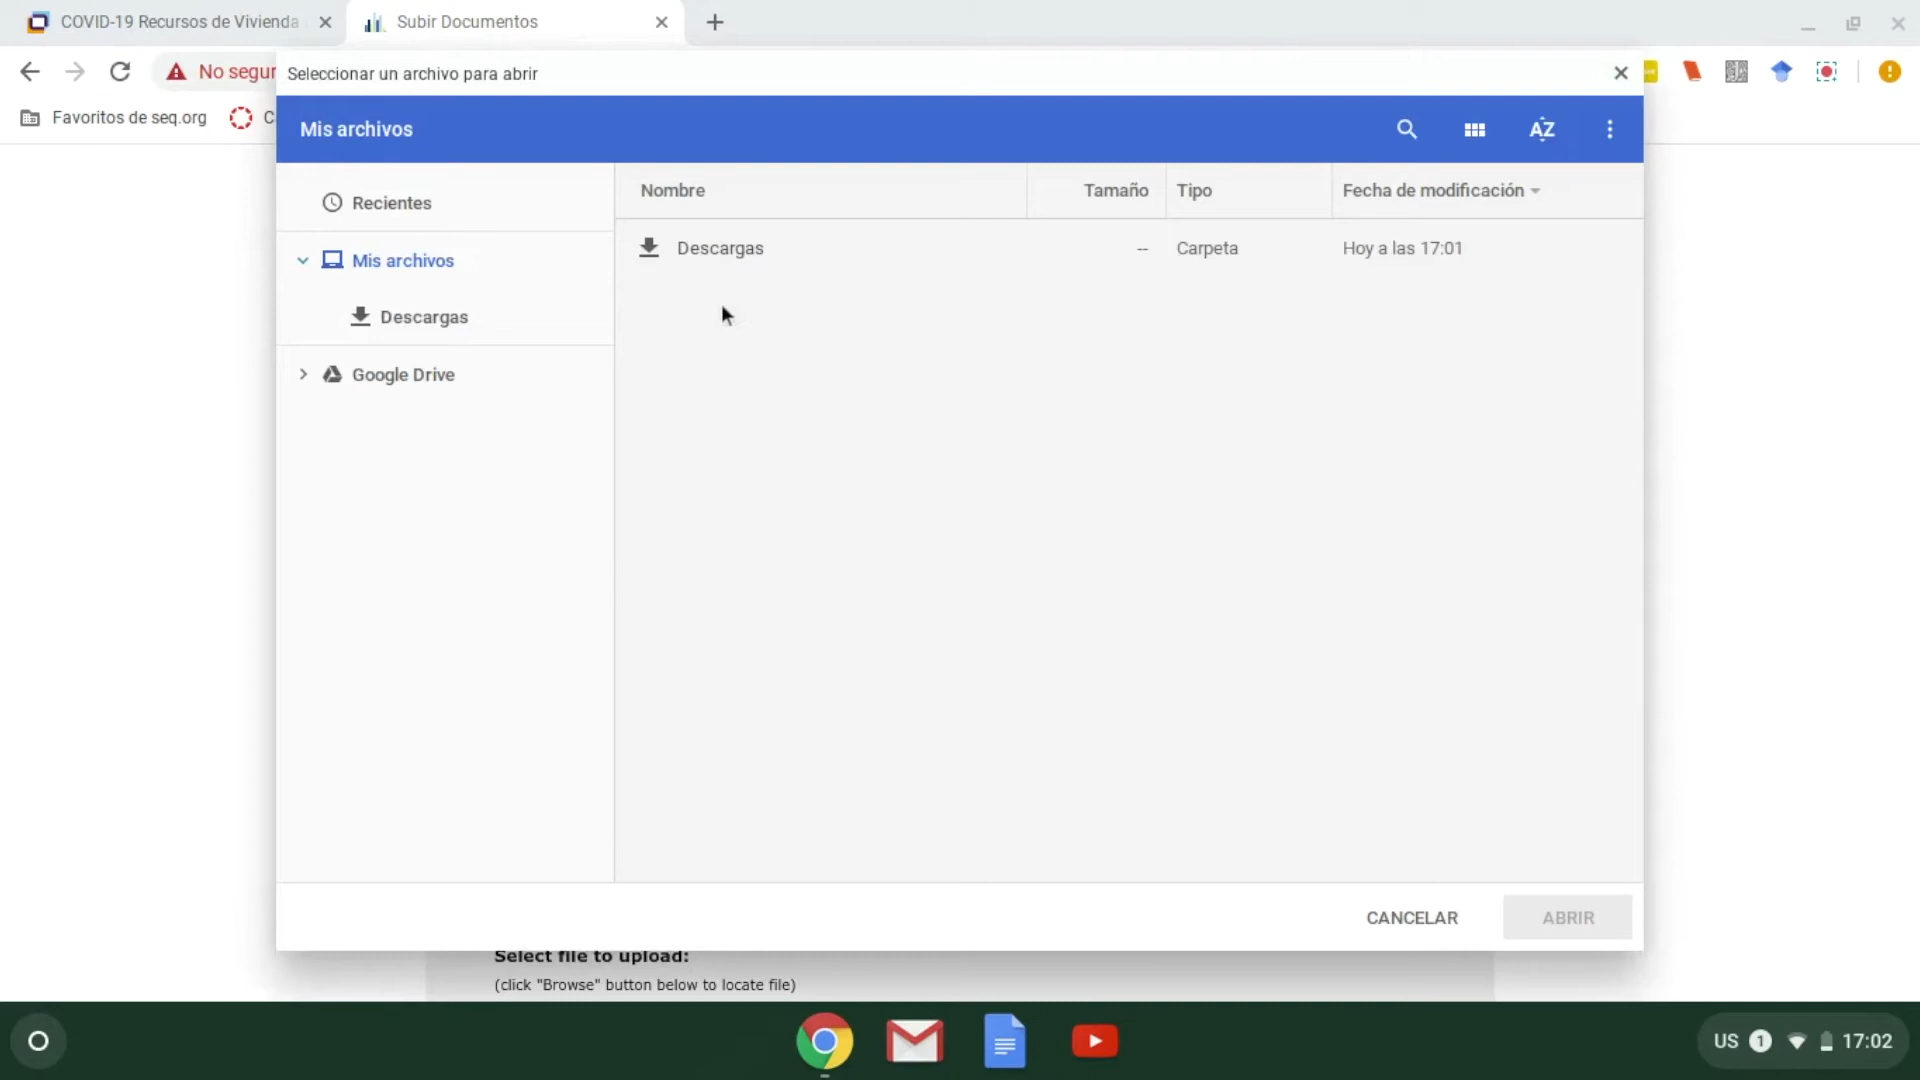 COVID-19 Recursos de Vivienda
Subir Documentos
No segur
Seleccionar un archivo para abrir
Favoritos de seq.org
C
Mis archivos
AZ
Recientes
Mis archivos
Descargas
Google Drive
Nombre
Tamaño
Tipo
Fecha de modificación
Descargas
--
Carpeta
Hoy a las 17:01
CANCELAR
ABRIR
Select file to upload:
(click "Browse" button below to locate file)
US 1 17:02